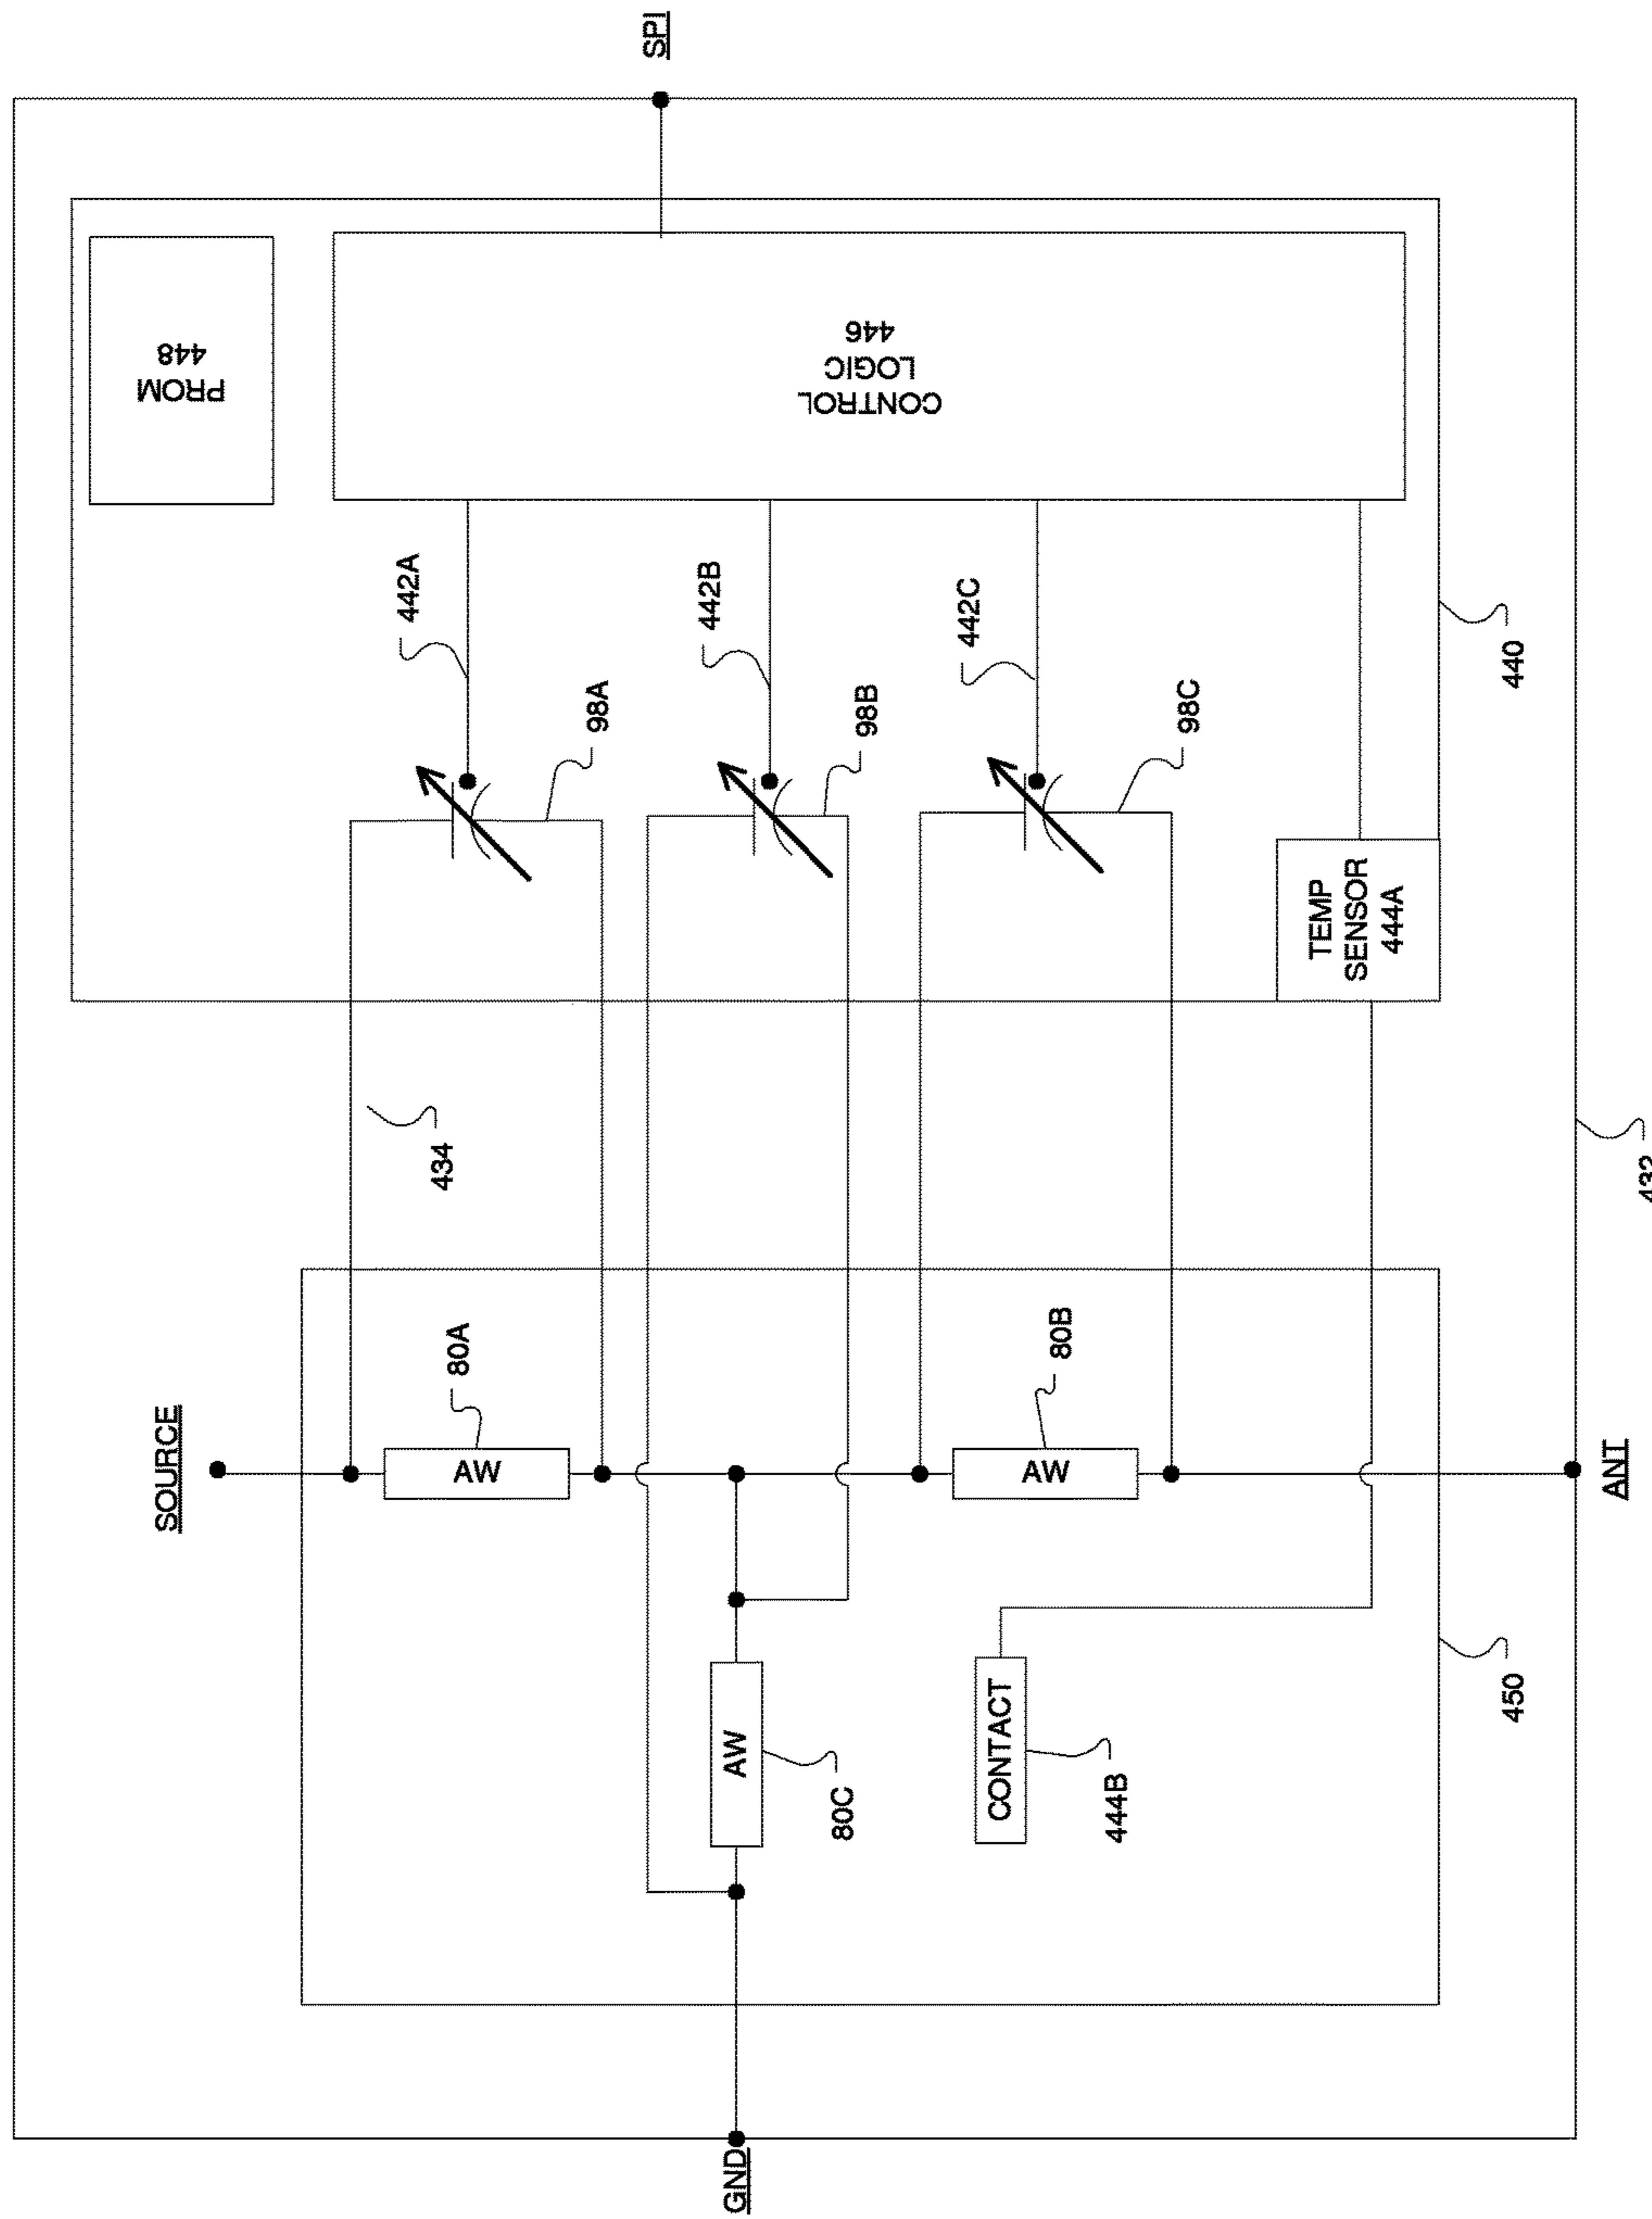 SOURCE
PROM
448
442A
434
80A
AW
98A
SPI
442B
GND
AW
80C
98B
CONTROL
LOGIC
446
442C
CONTACT
444B
AW
80B
98C
TEMP
SENSOR
444A
450
440
ANT
432